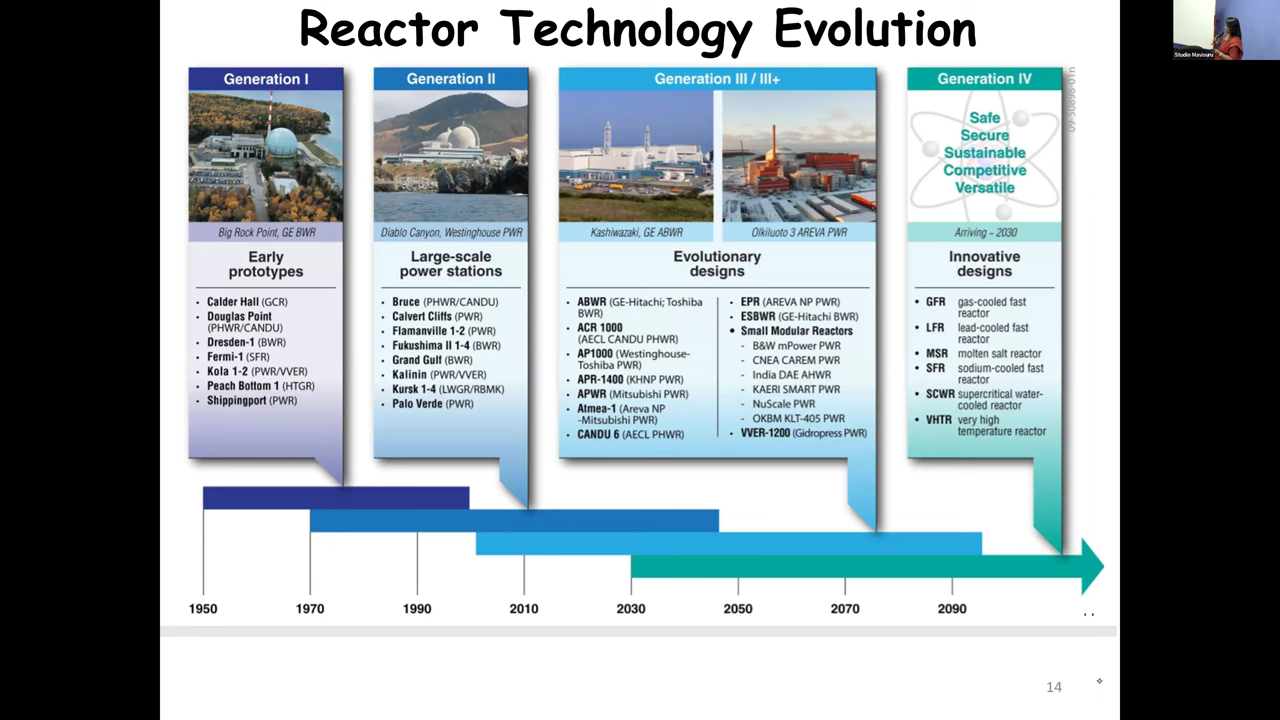 Reactor Technology Evolution
Studio Mavisuru
Generation I
Big Rock Point, GE BWR
Early
prototypes
• Calder Hall (GCR)
• Douglas Point
(PHWR/CANDU)
• Dresden-1 (BWR)
• Fermi-1 (SFR)
• Kola 1-2 (PWR/VVER)
• Peach Bottom 1 (HTGR)
• Shippingport (PWR)
Generation II
Diablo Canyon, Westinghouse PWR
Large-scale
power stations
• Bruce (PHWR/CANDU)
• Calvert Cliffs (PWR)
• Flamanville 1-2 (PWR)
• Fukushima II 1-4 (BWR)
• Grand Gulf (BWR)
• Kalinin (PWR/VVER)
• Kursk 1-4 (LWGR/RBMK)
• Palo Verde (PWR)
Generation III / III+
Kashiwazaki, GE ABWR
Olkiluoto 3 AREVA PWR
Evolutionary
designs
• ABWR (GE-Hitachi; Toshiba
BWR)
• ACR 1000
(AECL CANDU PHWR)
• AP1000 (Westinghouse-
Toshiba PWR)
• APR-1400 (KHNP PWR)
• APWR (Mitsubishi PWR)
• Atmea-1 (Areva NP
-Mitsubishi PWR)
• CANDU 6 (AECL PHWR)
• EPR (AREVA NP PWR)
• ESBWR (GE-Hitachi BWR)
• Small Modular Reactors
- B&W mPower PWR
- CNEA CAREM PWR
- India DAE AHWR
- KAERI SMART PWR
- NuScale PWR
- OKBM KLT-405 PWR
• VVER-1200 (Gidropress PWR)
Generation IV
Safe
Secure
Sustainable
Competitive
Versatile
Arriving – 2030
Innovative
designs
• GFR gas-cooled fast
reactor
• LFR lead-cooled fast
reactor
• MSR molten salt reactor
• SFR sodium-cooled fast
reactor
• SCWR supercritical water-
cooled reactor
• VHTR very high
temperature reactor
09-50898-01n
1950 1970 1990 2010 2030 2050 2070 2090
14